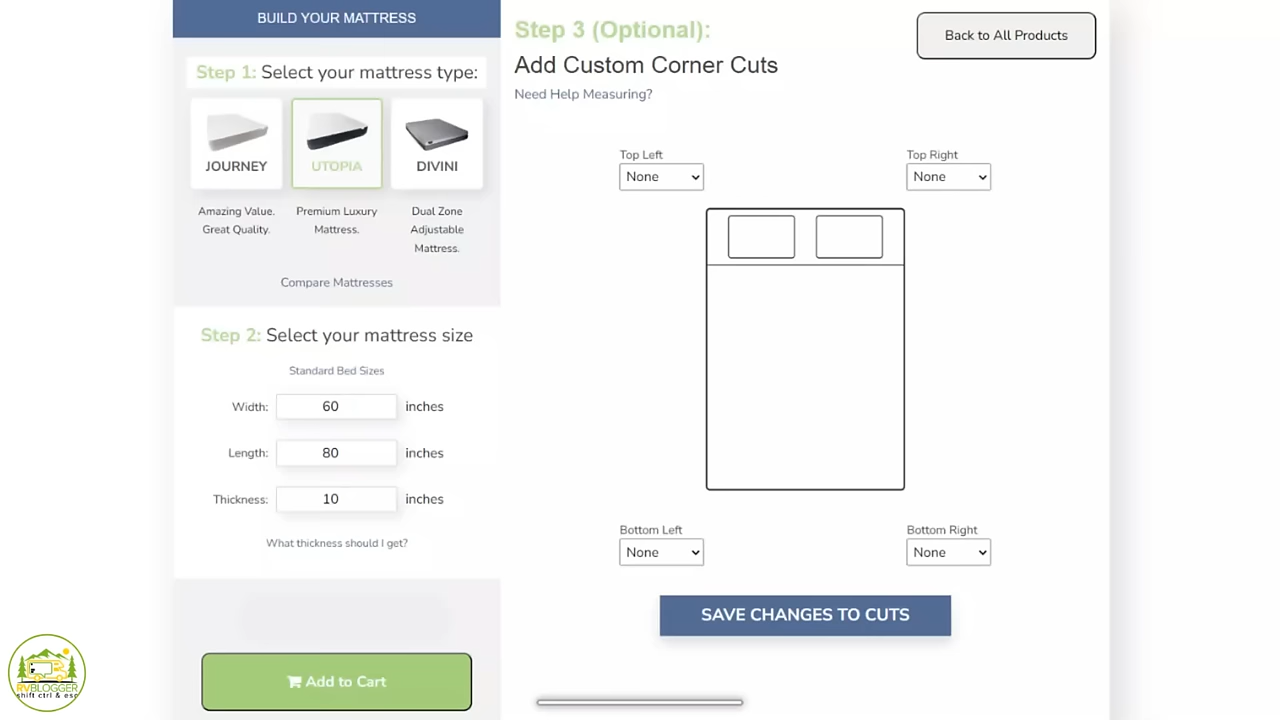 BUILD YOUR MATTRESS
Step 1: Select your mattress type:
JOURNEY
UTOPIA
DIVINI
Amazing Value.
Great Quality.
Premium Luxury
Mattress.
Dual Zone
Adjustable
Mattress.
Compare Mattresses
Step 2: Select your mattress size
Standard Bed Sizes
Width: 60 inches
Length: 80 inches
Thickness: 10 inches
What thickness should I get?
Add to Cart
Step 3 (Optional):
Add Custom Corner Cuts
Need Help Measuring?
Back to All Products
Top Left
None
Top Right
None
Bottom Left
None
Bottom Right
None
SAVE CHANGES TO CUTS
RVBLOGGER
shift ctrl & esc